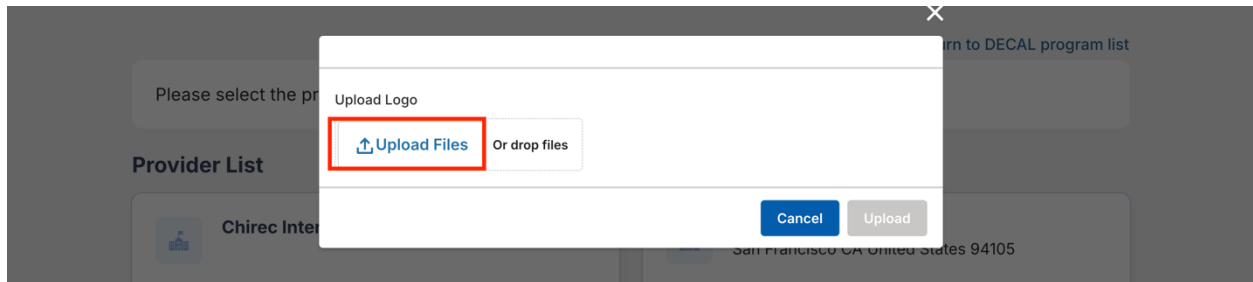 urn to DECAL program list
Please select the pr
Upload Logo
Upload Files
Or drop files
Provider List
Cancel
Upload
Chirec Inter
San Francisco CA United States 94105